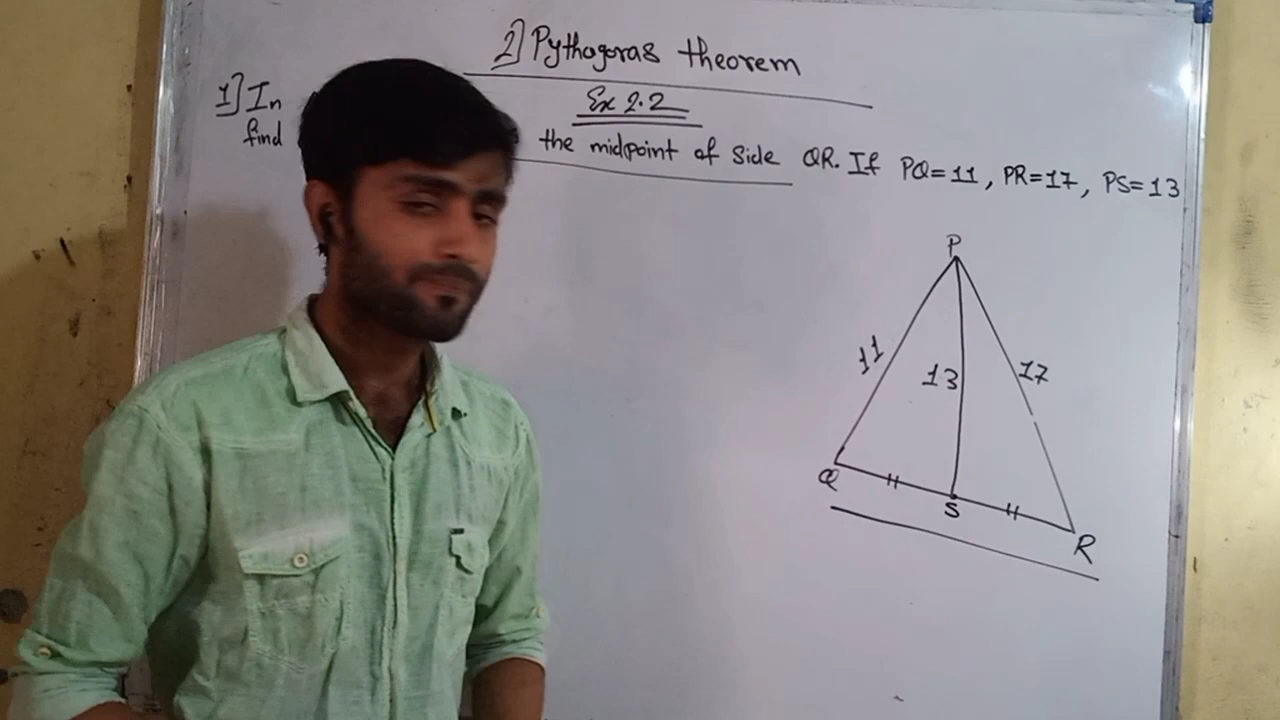 2] Pythagoras theorem
Ex 2.2
1] In
find
the midpoint of side QR. If PQ=11, PR=17, PS=13
P
11
13
17
Q
S
R